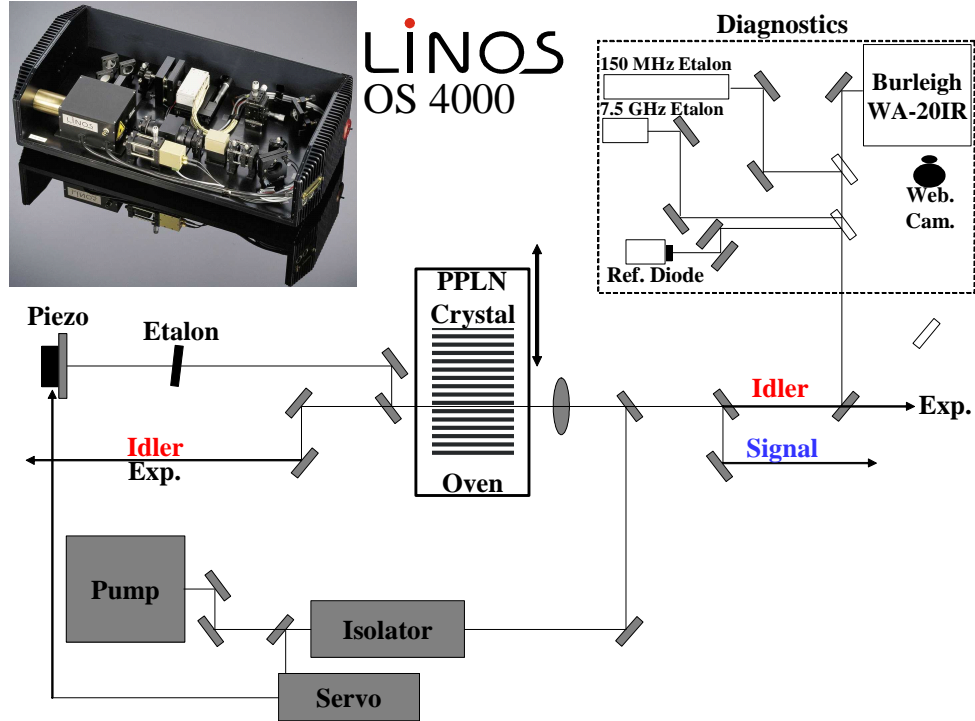 LINOS
OS 4000
LINOS
Diagnostics
150 MHz Etalon
7.5 GHz Etalon
Burleigh
WA-20IR
Web.
Cam.
Ref. Diode
PPLN
Crystal
Oven
Piezo
Etalon
Idler
Exp.
Idler
Exp.
Signal
Pump
Isolator
Servo